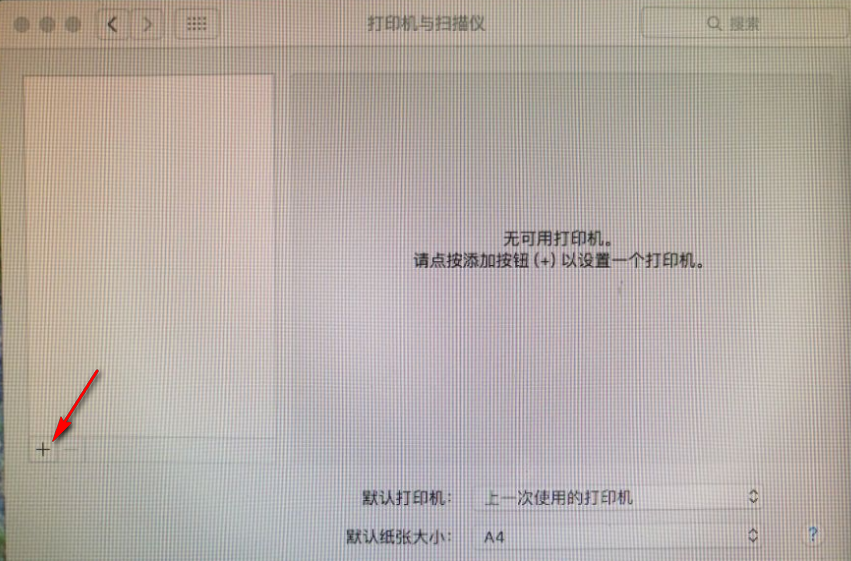 打印机与扫描仪
搜索
无可用打印机。
请点按添加按钮 (+) 以设置一个打印机。
+ −
默认打印机： 上一次使用的打印机
默认纸张大小： A4
?